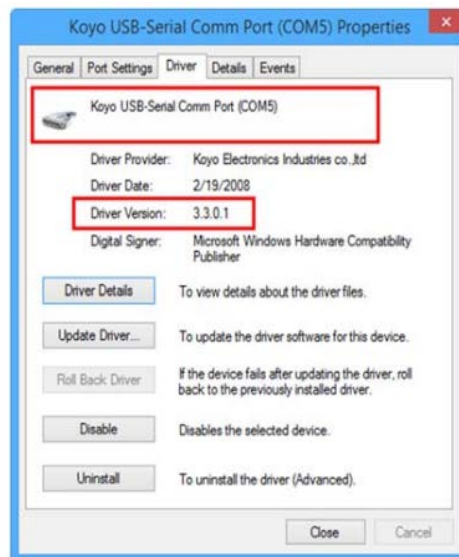 Koyo USB-Serial Comm Port (COM5) Properties
General Port Settings Driver Details Events
Koyo USB-Serial Comm Port (COM5)
Driver Provider: Koyo Electronics Industries co.,ltd
Driver Date: 2/19/2008
Driver Version: 3.3.0.1
Digital Signer: Microsoft Windows Hardware Compatibility
Publisher
Driver Details To view details about the driver files.
Update Driver... To update the driver software for this device.
Roll Back Driver If the device fails after updating the driver, roll
back to the previously installed driver.
Disable Disables the selected device.
Uninstall To uninstall the driver (Advanced).
Close Cancel